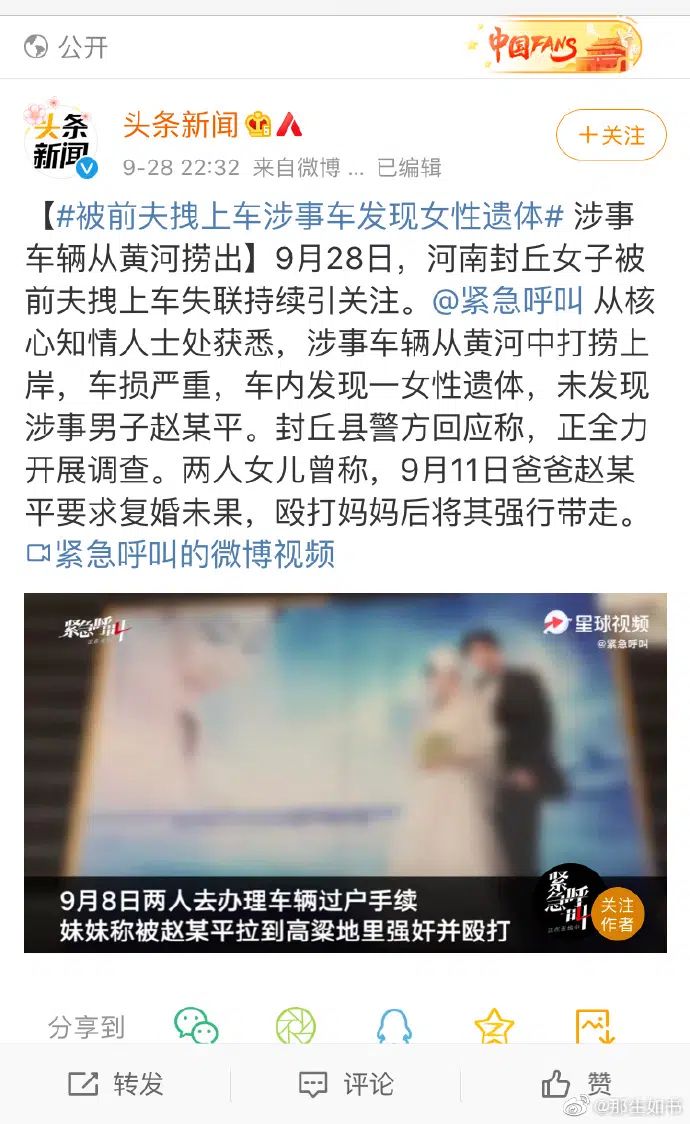 公开
中国FANS
头条
新闻
头条新闻
9-28 22:32 来自微博 ... 已编辑
【#被前夫拽上车涉事车发现女性遗体# 涉事
车辆从黄河捞出】9月28日，河南封丘女子被
前夫拽上车失联持续引关注。@紧急呼叫 从核
心知情人士处获悉，涉事车辆从黄河中打捞上
岸，车损严重，车内发现一女性遗体，未发现
涉事男子赵某平。封丘县警方回应称，正全力
开展调查。两人女儿曾称，9月11日爸爸赵某
平要求复婚未果，殴打妈妈后将其强行带走。
紧急呼叫的微博视频
紧急呼叫
星球视频
@紧急呼叫
9月8日两人去办理车辆过户手续
妹妹称被赵某平拉到高粱地里强奸并殴打
紧急呼叫
关注
作者
+关注
分享到
转发
评论
赞
@那生如书